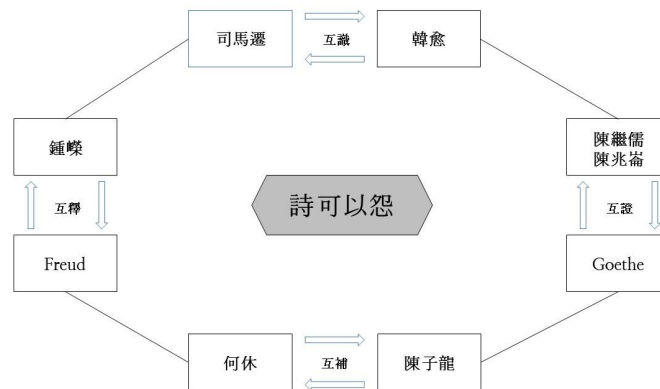 司馬遷
互識
韓愈
鍾嶸
陳繼儒
陳兆崙
互釋
詩可以怨
互證
Freud
Goethe
何休
互補
陳子龍